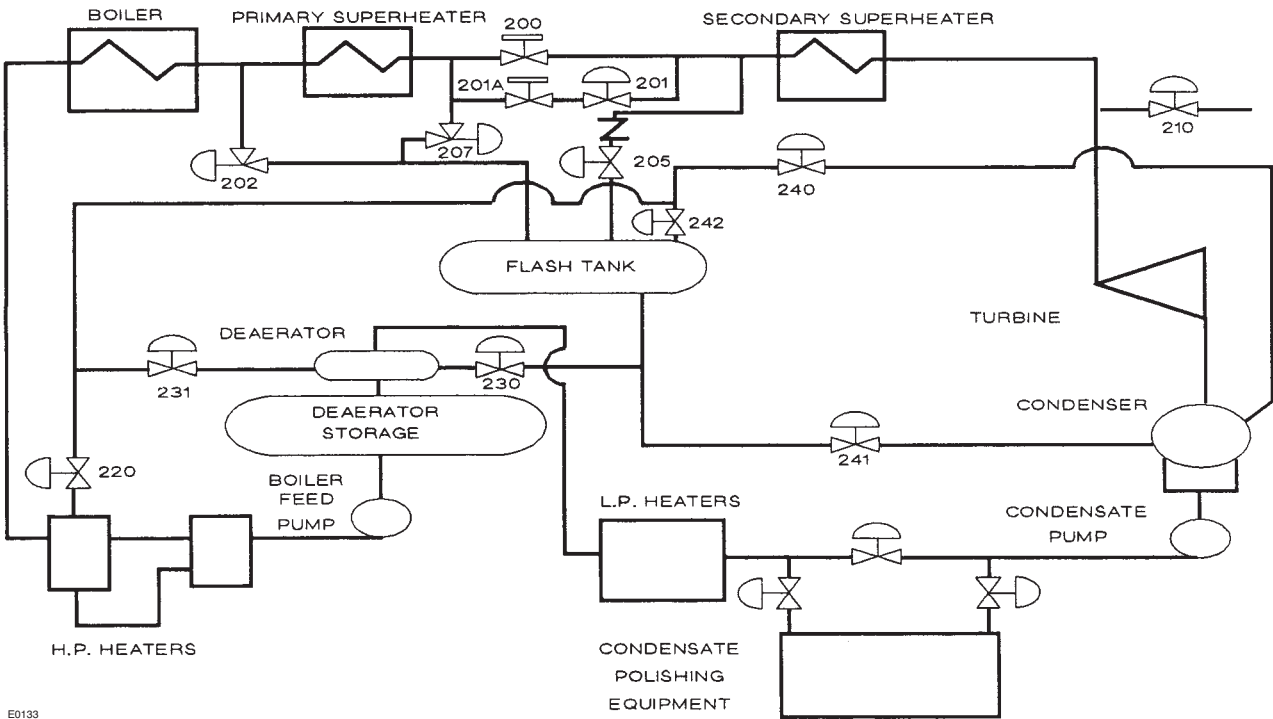 BOILER
PRIMARY SUPERHEATER
200
SECONDARY SUPERHEATER
201A
201
210
207
202
205
240
242
FLASH TANK
TURBINE
DEAERATOR
231
230
DEAERATOR
STORAGE
CONDENSER
241
220
BOILER
FEED
PUMP
L.P. HEATERS
CONDENSATE
PUMP
H.P. HEATERS
CONDENSATE
POLISHING
EQUIPMENT
E0133